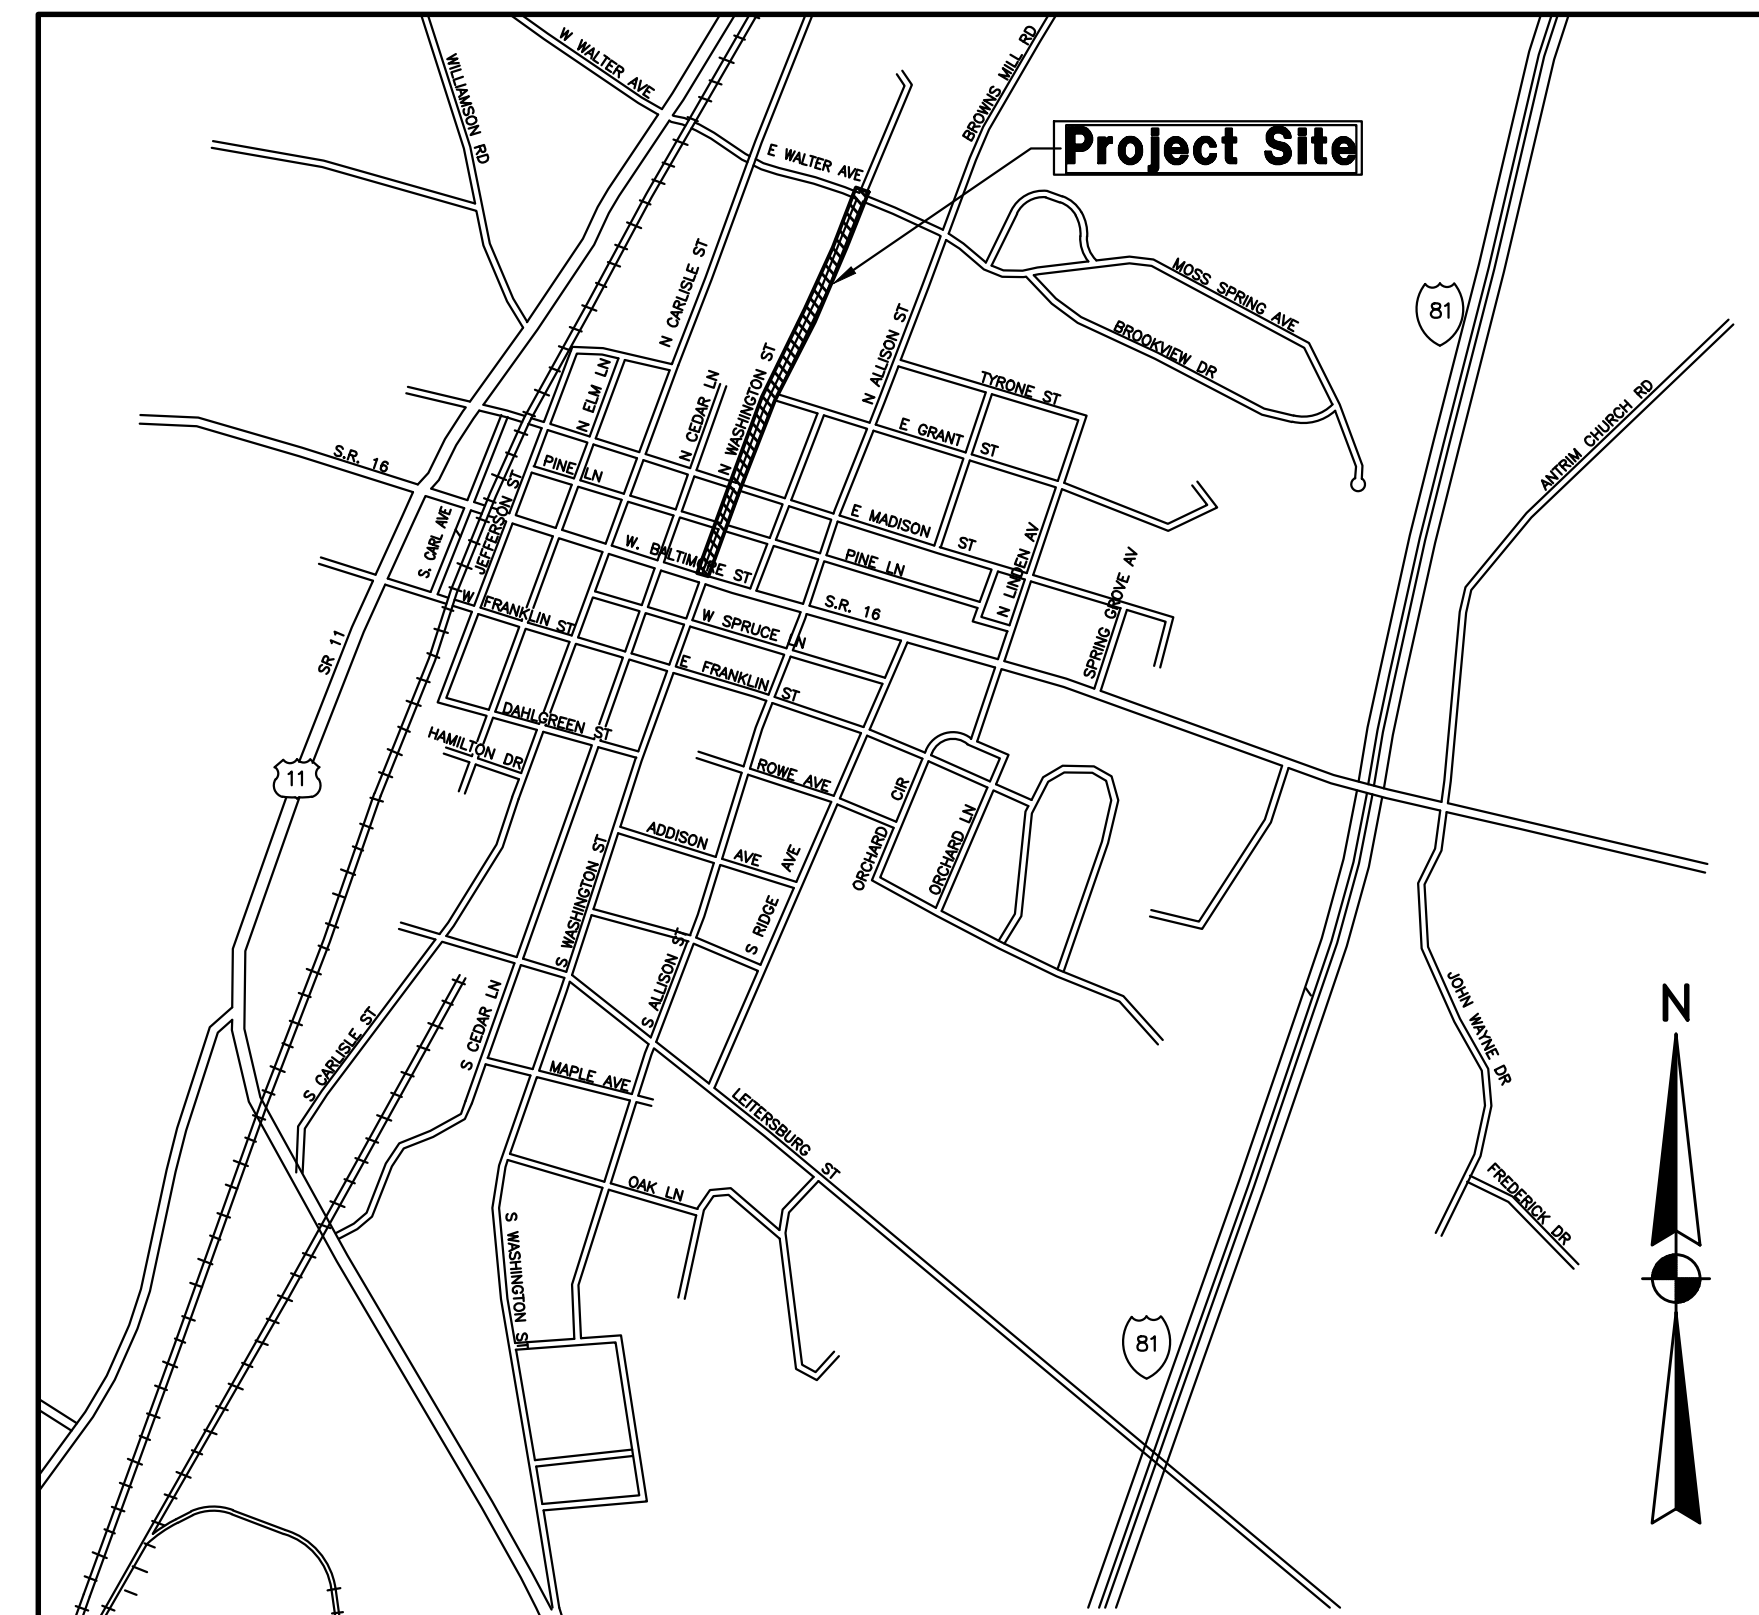 W WALTER AVE
WILLIAMSON RD
BROWNS MILL RD
Project Site
E WALTER AVE
N CARLISLE ST
MOSS SPRING AVE
81
BROOKVIEW DR
N ALLISON ST
N ELM LN
N CEDAR LN
N WASHINGTON ST
TYRONE ST
ANTRIM CHURCH RD
E GRANT ST
S.R. 16
PINE LN
JEFFERSON ST
S. CARL AVE
E MADISON ST
W. BALTIMORE ST
PINE LN
N LINDEN AV
SPRING GROVE AV
W FRANKLIN ST
S.R. 16
W SPRUCE LN
SR 11
E FRANKLIN ST
DAHLGREEN ST
HAMILTON DR
11
ROWE AVE
ORCHARD CIR
ORCHARD LN
ADDISON AVE
S WASHINGTON ST
S RIDGE AVE
S ALLISON ST
N
JOHN WAYNE DR
S CEDAR LN
S CARLISLE ST
MAPLE AVE
LEITERSBURG ST
OAK LN
FREDERICK DR
S WASHINGTON ST
81